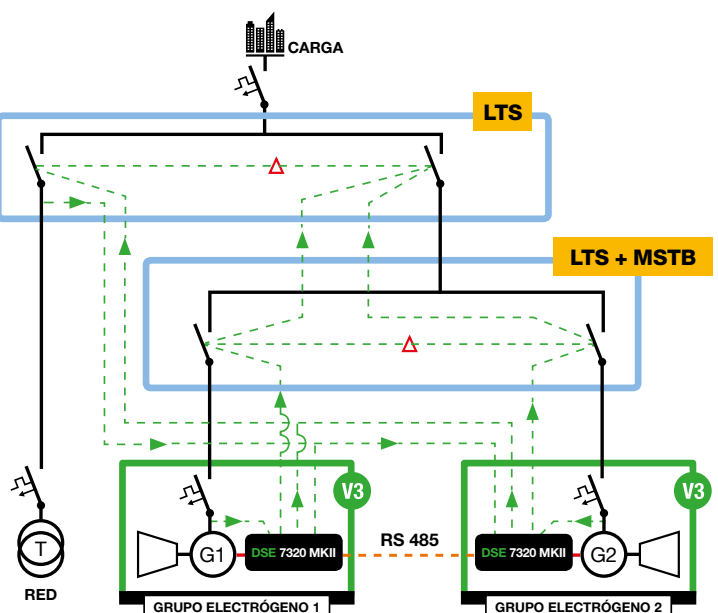 CARGA
LTS
LTS + MSTB
V3
V3
RS 485
T
G1
DSE 7320 MKII
DSE 7320 MKII
G2
RED
GRUPO ELECTRÓGENO 1
GRUPO ELECTRÓGENO 2